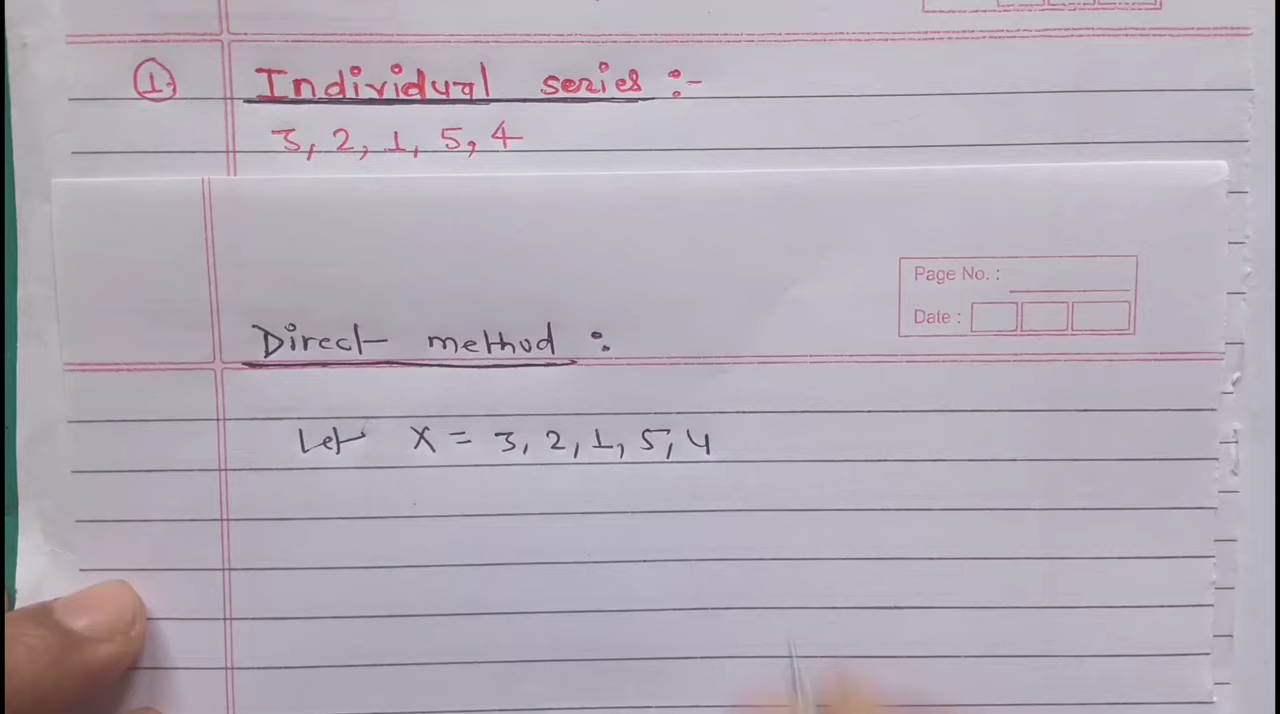 1. Individual series :-
3, 2, 1, 5, 4
Page No. :
Date :
Direct method :
Let X = 3, 2, 1, 5, 4